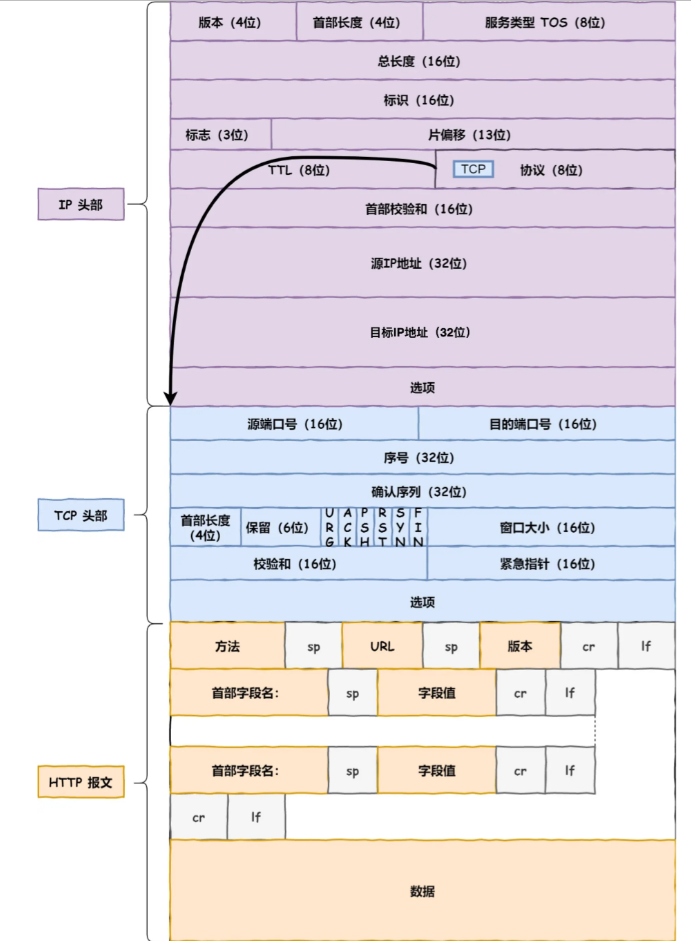 版本（4位） 首部长度（4位） 服务类型 TOS（8位）
总长度（16位）
标识（16位）
标志（3位） 片偏移（13位）
TTL（8位） TCP 协议（8位）
IP 头部
首部校验和（16位）
源IP地址（32位）
目标IP地址（32位）
选项
源端口号（16位） 目的端口号（16位）
序号（32位）
确认序列（32位）
TCP 头部
首部长度（4位） 保留（6位） URG ACK PSH RST SYN FIN 窗口大小（16位）
校验和（16位） 紧急指针（16位）
选项
方法 sp URL sp 版本 cr lf
首部字段名： sp 字段值 cr lf
HTTP 报文
首部字段名： sp 字段值 cr lf
cr lf
数据